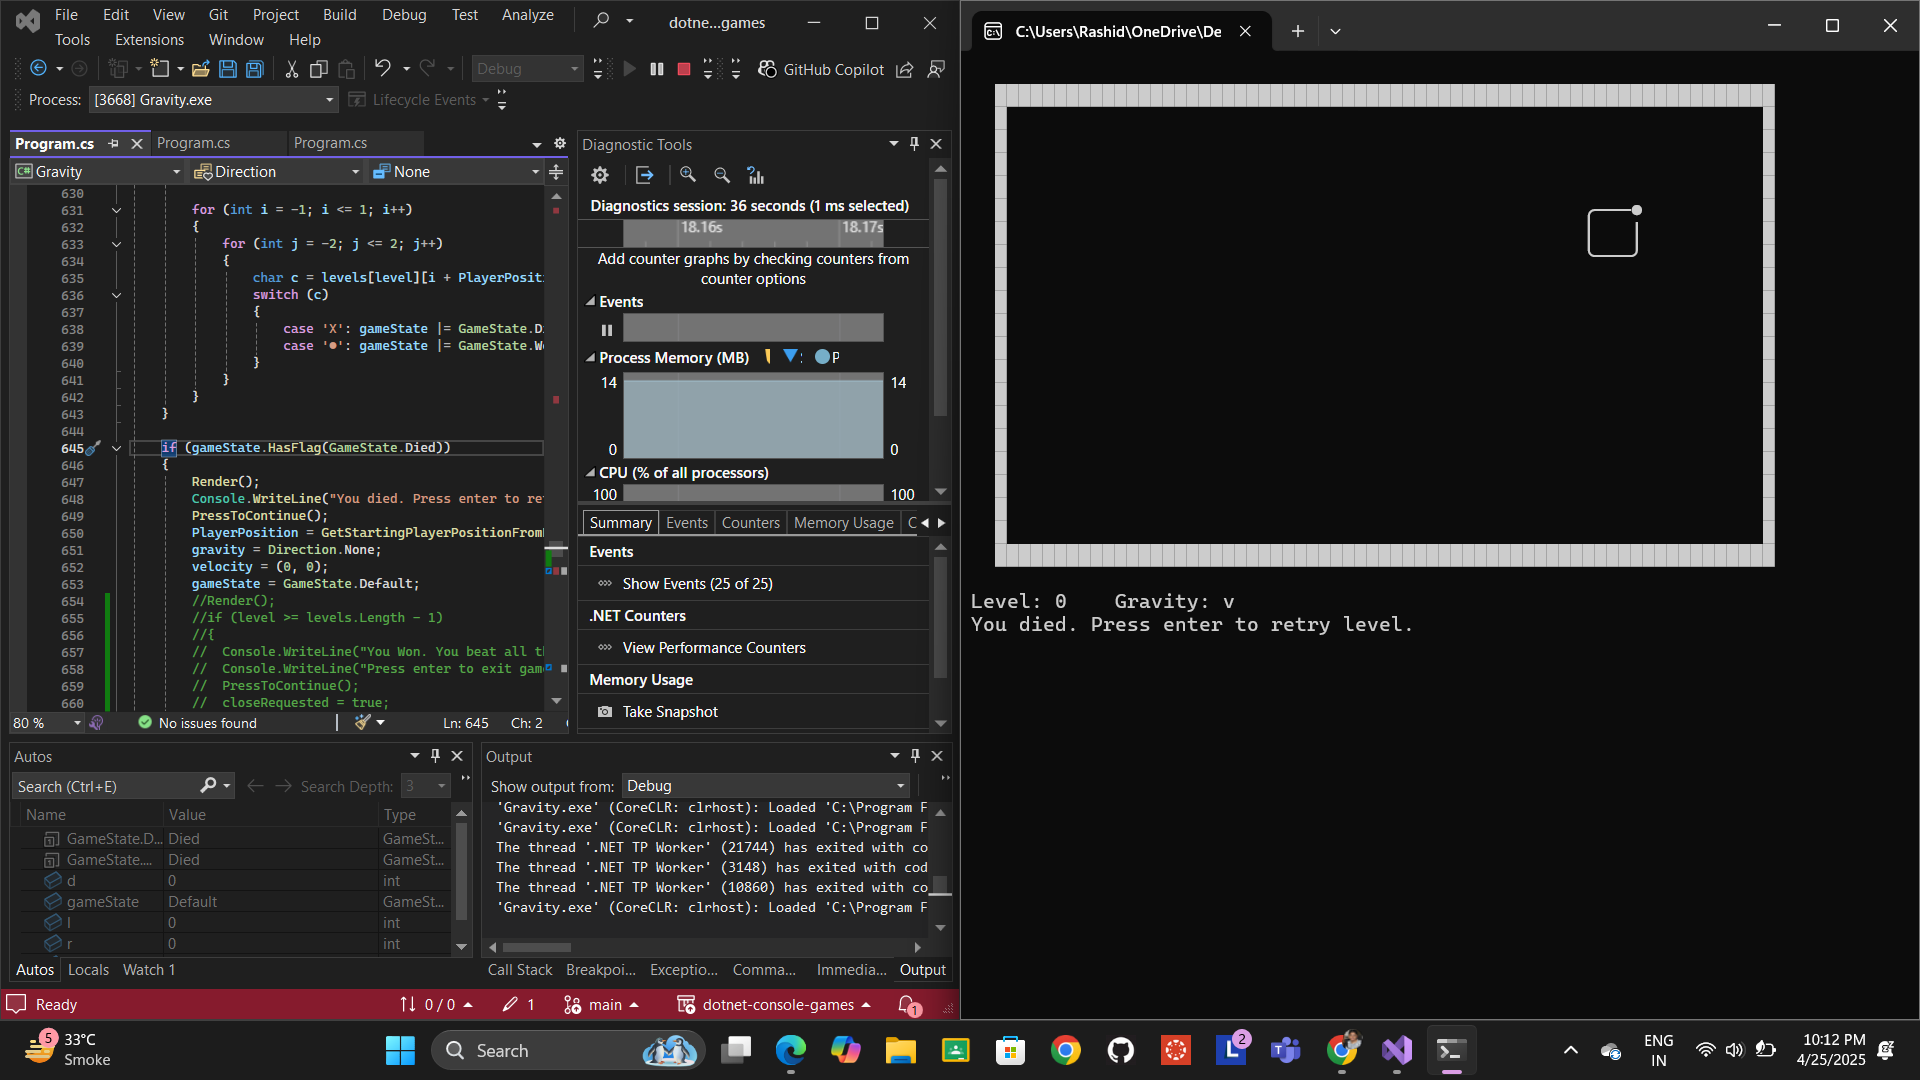 File Edit View Git Project Build Debug Test Analyze
dotne...games
Tools Extensions Window Help
Debug
GitHub Copilot
Process: [3668] Gravity.exe
Lifecycle Events
Program.cs Program.cs Program.cs
Gravity Direction None
630
631 for (int i = -1; i <= 1; i++)
632 {
633 for (int j = -2; j <= 2; j++)
634 {
635 char c = levels[level][i + PlayerPositi
636 switch (c)
637 {
638 case 'X': gameState |= GameState.D
639 case '●': gameState |= GameState.W
640 }
641 }
642 }
643 }
644
645 if (gameState.HasFlag(GameState.Died))
646 {
647 Render();
648 Console.WriteLine("You died. Press enter to re
649 PressToContinue();
650 PlayerPosition = GetStartingPlayerPositionFrom
651 gravity = Direction.None;
652 velocity = (0, 0);
653 gameState = GameState.Default;
654 //Render();
655 //if (level >= levels.Length - 1)
656 //{
657 // Console.WriteLine("You Won. You beat all t
658 // Console.WriteLine("Press enter to exit gam
659 // PressToContinue();
660 // closeRequested = true;
80 %
No issues found
Ln: 645 Ch: 2
Diagnostic Tools
Diagnostics session: 36 seconds (1 ms selected)
18.16s 18.17s
Add counter graphs by checking counters from
counter options
Events
Process Memory (MB) P
14 14
0 0
CPU (% of all processors)
100 100
Summary Events Counters Memory Usage C
Events
Show Events (25 of 25)
.NET Counters
View Performance Counters
Memory Usage
Take Snapshot
Autos
Search (Ctrl+E)
Search Depth: 3
Name Value Type
GameState.D... Died GameSt...
GameState.... Died GameSt...
d 0 int
gameState Default GameSt...
l 0 int
r 0 int
Autos Locals Watch 1
Output
Show output from: Debug
'Gravity.exe' (CoreCLR: clrhost): Loaded 'C:\Program F
'Gravity.exe' (CoreCLR: clrhost): Loaded 'C:\Program F
The thread '.NET TP Worker' (21744) has exited with co
The thread '.NET TP Worker' (3148) has exited with cod
The thread '.NET TP Worker' (10860) has exited with co
'Gravity.exe' (CoreCLR: clrhost): Loaded 'C:\Program F
Call Stack Breakpoi... Exceptio... Comma... Immedia... Output
Ready
0 / 0
1
main
dotnet-console-games
1
C:\Users\Rashid\OneDrive\De
Level: 0 Gravity: v
You died. Press enter to retry level.
5
33°C
Smoke
Search
2
ENG
IN
10:12 PM
4/25/2025